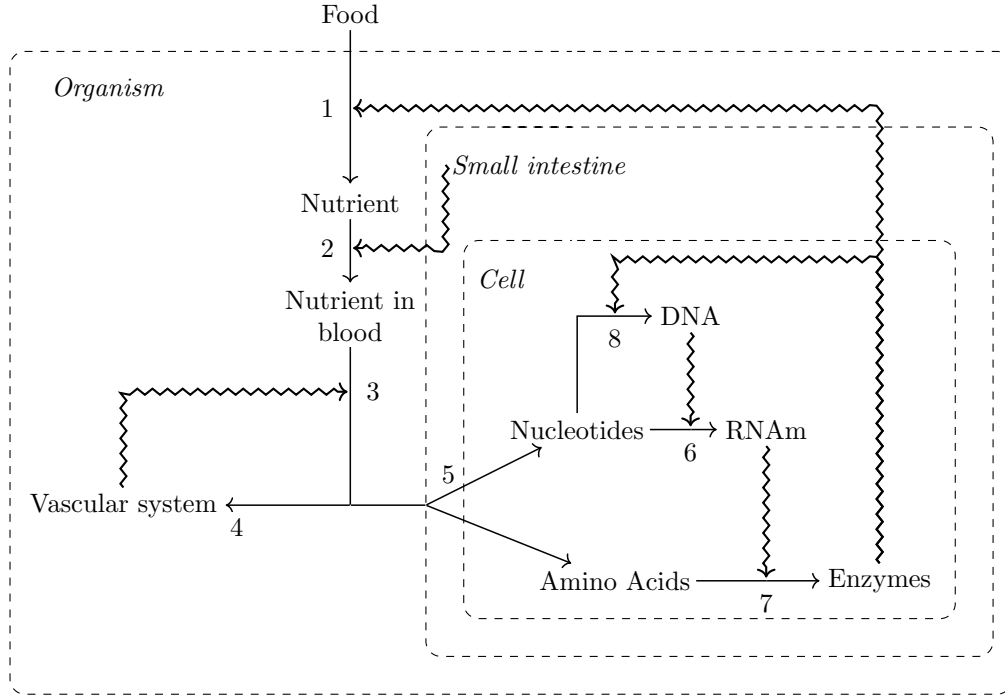 Food
Organism
1
Small intestine
Nutrient
2
Cell
Nutrient in
blood
DNA
8
3
Nucleotides
RNAm
6
5
Vascular system
4
Amino Acids
Enzymes
7